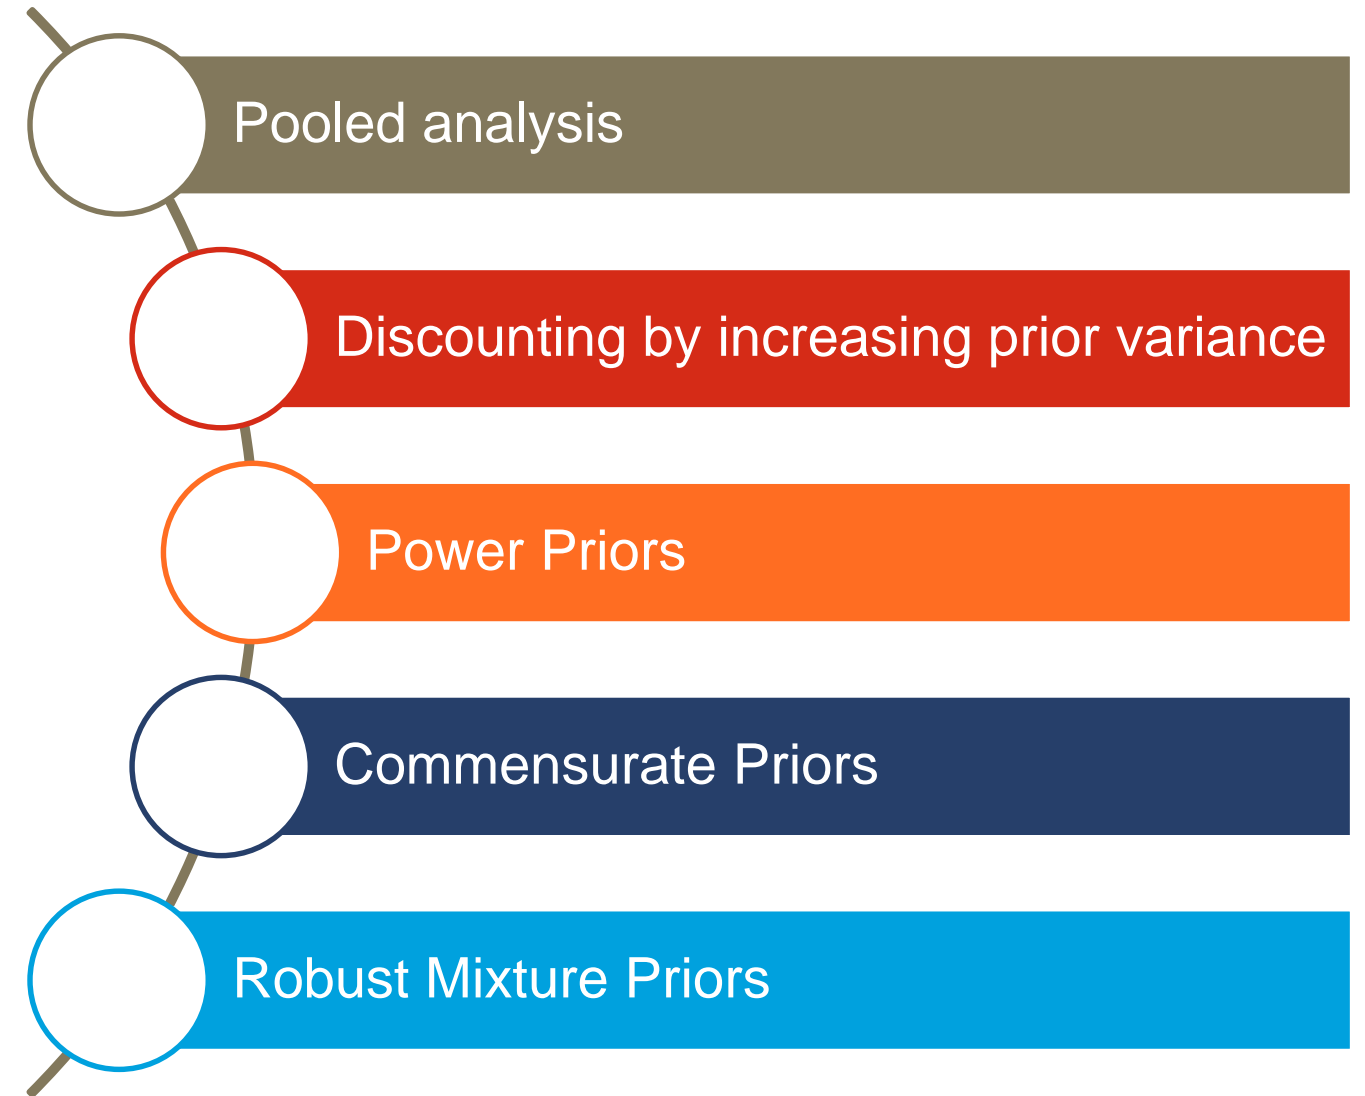 Pooled analysis
Discounting by increasing prior variance
Power Priors
Commensurate Priors
Robust Mixture Priors